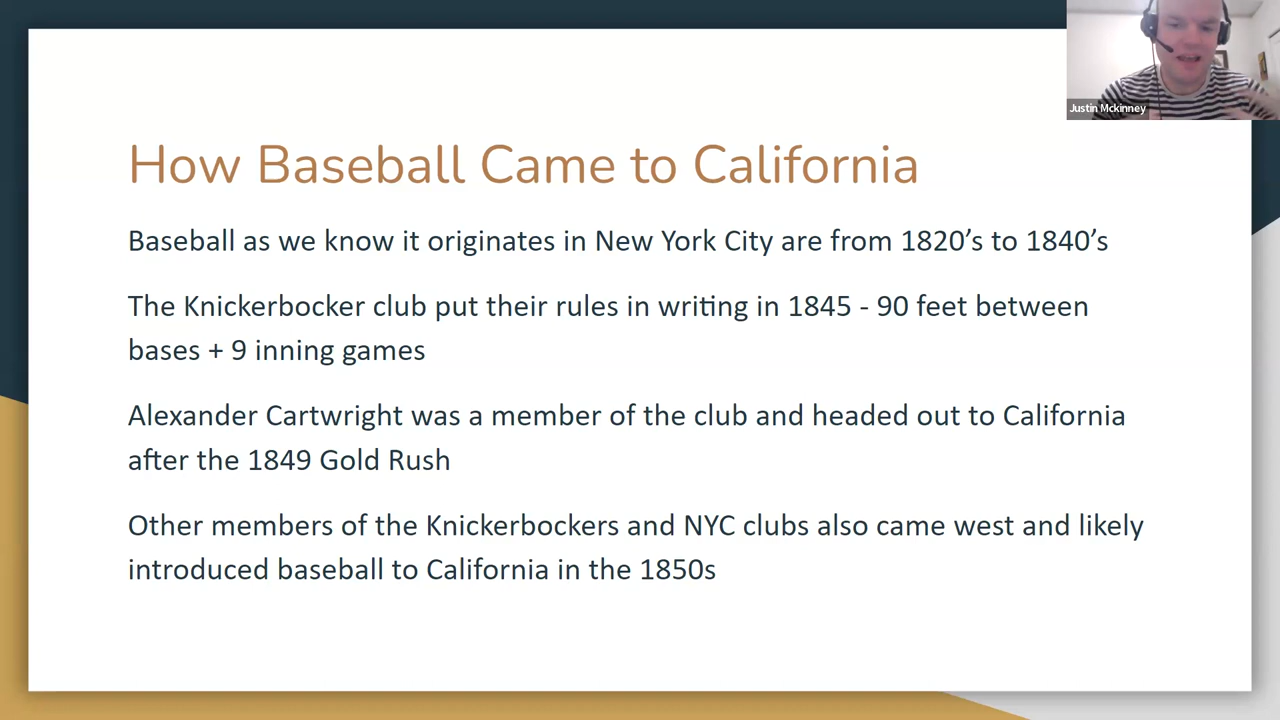 Justin Mckinney
How Baseball Came to California
Baseball as we know it originates in New York City are from 1820’s to 1840’s
The Knickerbocker club put their rules in writing in 1845 - 90 feet between
bases + 9 inning games
Alexander Cartwright was a member of the club and headed out to California
after the 1849 Gold Rush
Other members of the Knickerbockers and NYC clubs also came west and likely
introduced baseball to California in the 1850s